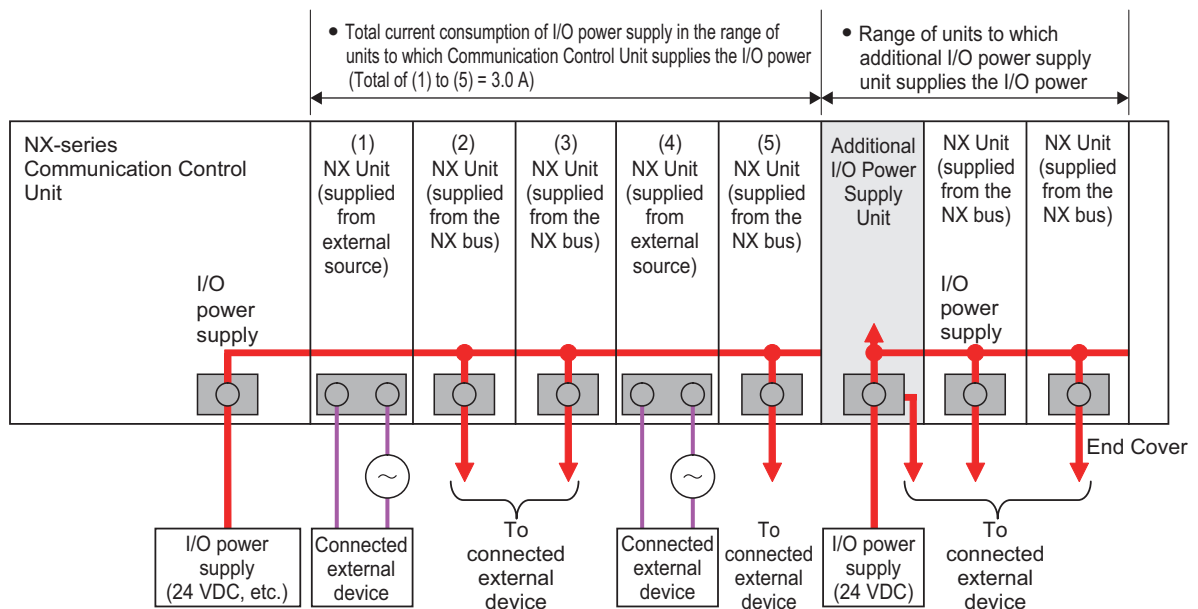 • Total current consumption of I/O power supply in the range of
units to which Communication Control Unit supplies the I/O power
(Total of (1) to (5) = 3.0 A)
• Range of units to which
additional I/O power supply
unit supplies the I/O power
NX-series
Communication Control
Unit
(1)
NX Unit
(supplied
from
external
source)
(2)
NX Unit
(supplied
from the
NX bus)
(3)
NX Unit
(supplied
from the
NX bus)
(4)
NX Unit
(supplied
from
external
source)
(5)
NX Unit
(supplied
from the
NX bus)
Additional
I/O Power
Supply
Unit
NX Unit
(supplied
from the
NX bus)
NX Unit
(supplied
from the
NX bus)
I/O
power
supply
I/O
power
supply
End Cover
I/O power
supply
(24 VDC, etc.)
Connected
external
device
To
connected
external
device
Connected
external
device
To
connected
external
device
I/O power
supply
(24 VDC)
To
connected
external
device